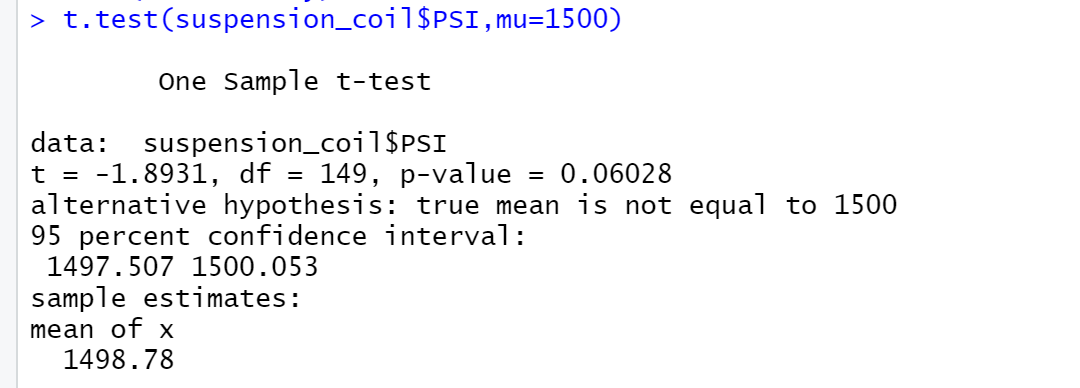 > t.test(suspension_coil$PSI,mu=1500)
One Sample t-test
data:  suspension_coil$PSI
t = -1.8931, df = 149, p-value = 0.06028
alternative hypothesis: true mean is not equal to 1500
95 percent confidence interval:
1497.507 1500.053
sample estimates:
mean of x
1498.78